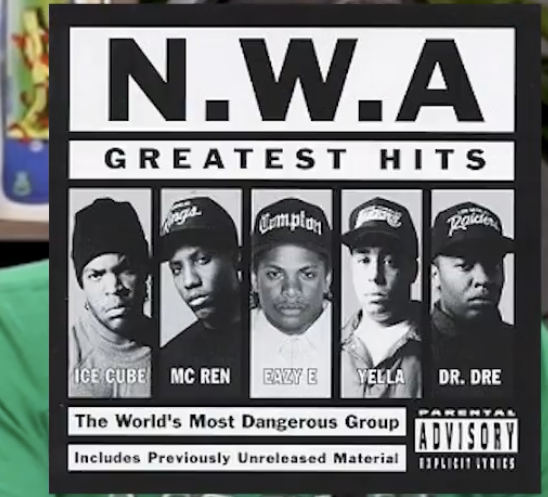 N.W.A
GREATEST HITS
Kings
Compton
Raiders
ICE CUBE
MC REN
EAZY E
YELLA
DR. DRE
The World's Most Dangerous Group
Includes Previously Unreleased Material
PARENTAL
ADVISORY
EXPLICIT LYRICS